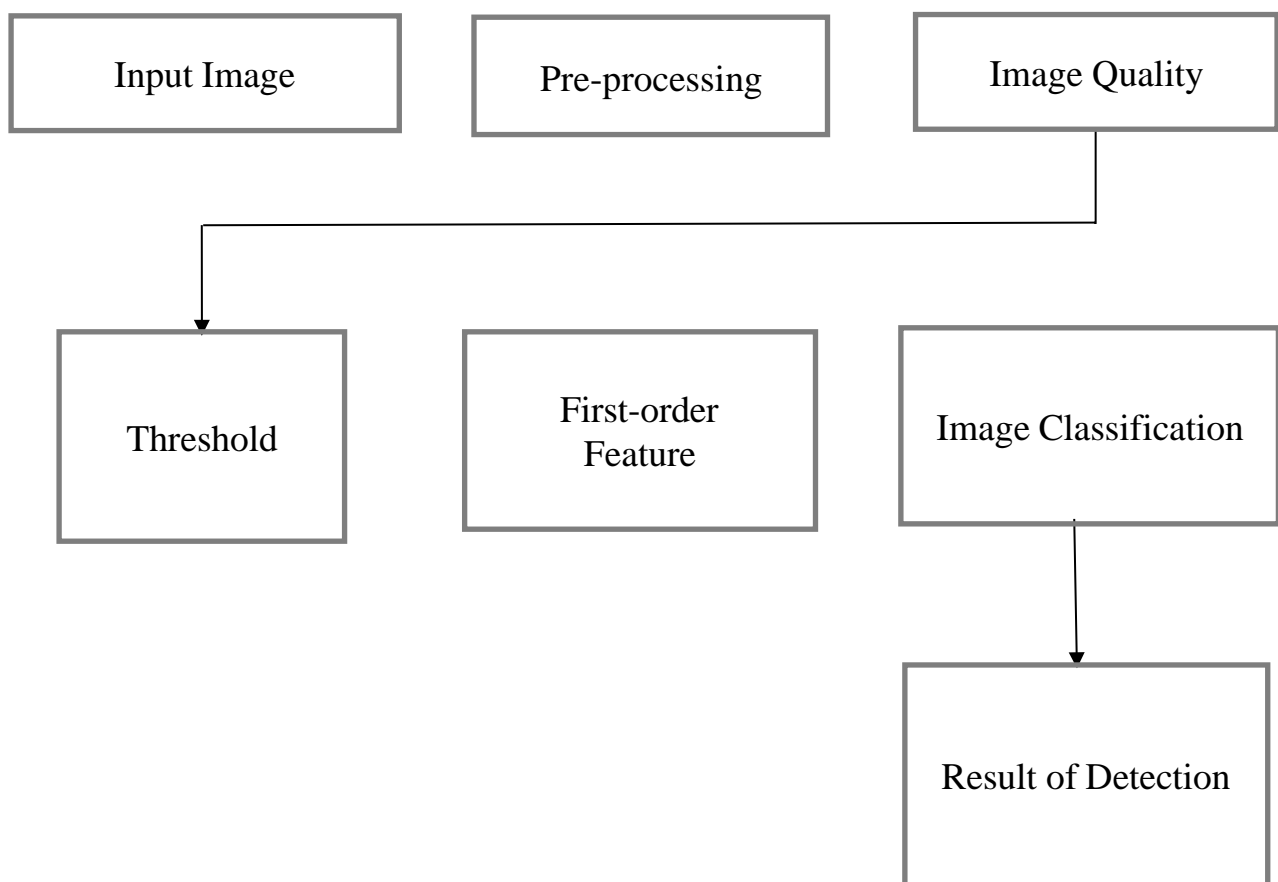 Input Image
Pre-processing
Image Quality
Threshold
First-order
Feature
Image Classification
Result of Detection